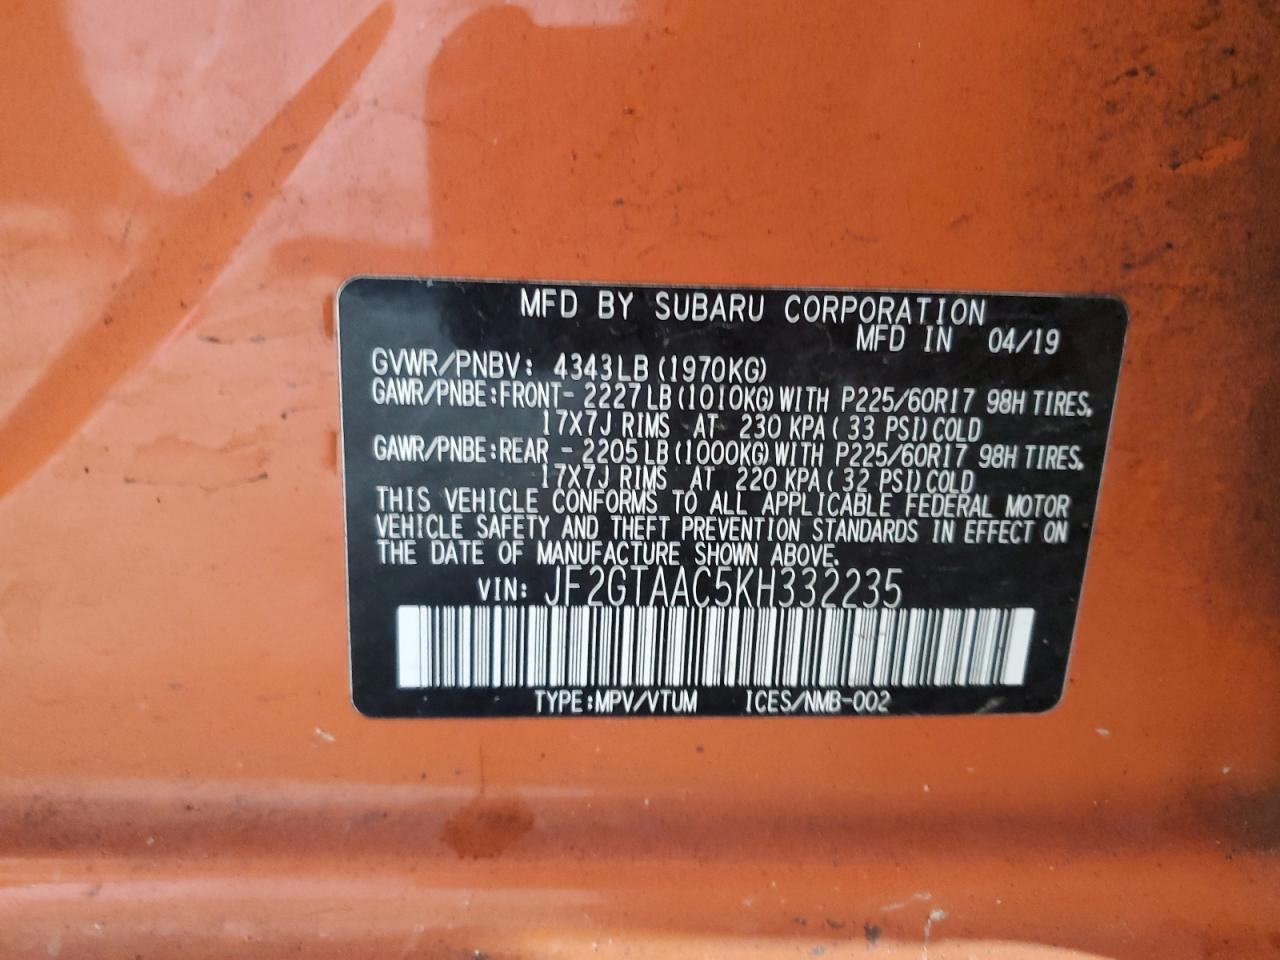 MFD BY SUBARU CORPORATION
MFD IN 04/19
GVWR/PNBV: 4343LB (1970KG)
GAWR/PNBE:FRONT- 2227LB (1010KG) WITH P225/60R17 98H TIRES,
17X7J RIMS AT 230 KPA( 33 PSI)COLD
GAWR/PNBE:REAR - 2205LB (1000KG) WITH P225/60R17 98H TIRES,
17X7J RIMS AT 220 KPA( 32 PSI)COLD
THIS VEHICLE CONFORMS TO ALL APPLICABLE FEDERAL MOTOR
VEHICLE SAFETY AND THEFT PREVENTION STANDARDS IN EFFECT ON
THE DATE OF MANUFACTURE SHOWN ABOVE.
VIN: JF2GTAAC5KH332235
TYPE:MPV/VTUM ICES/NMB-002